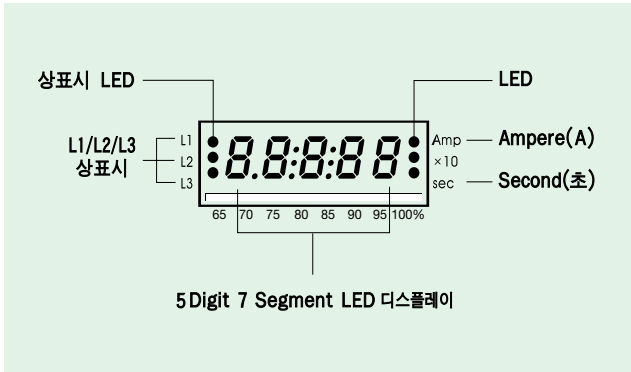 상표시 LED
LED
L1/L2/L3
상표시
L1
L2
L3
8.8:8:8 8
Amp
×10
sec
Ampere(A)
Second(초)
65 70 75 80 85 90 95 100%
5 Digit 7 Segment LED 디스플레이